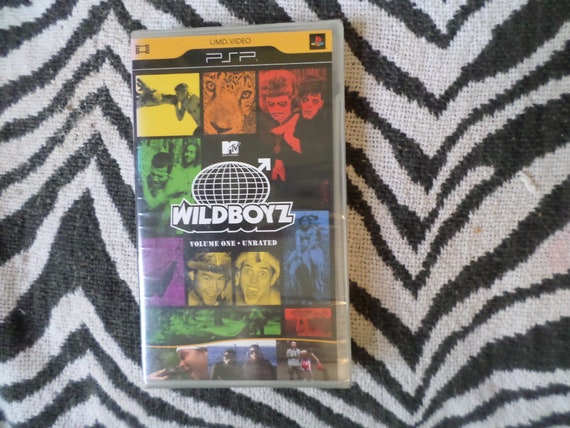 UMD VIDEO
PSP
MTV
WILDBOYZ
VOLUME ONE • UNRATED